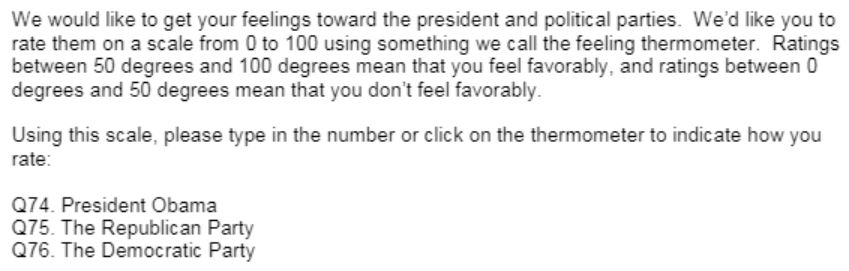 We would like to get your feelings toward the president and political parties.  We'd like you to
rate them on a scale from 0 to 100 using something we call the feeling thermometer.  Ratings
between 50 degrees and 100 degrees mean that you feel favorably, and ratings between 0
degrees and 50 degrees mean that you don't feel favorably.
Using this scale, please type in the number or click on the thermometer to indicate how you
rate:
Q74. President Obama
Q75. The Republican Party
Q76. The Democratic Party